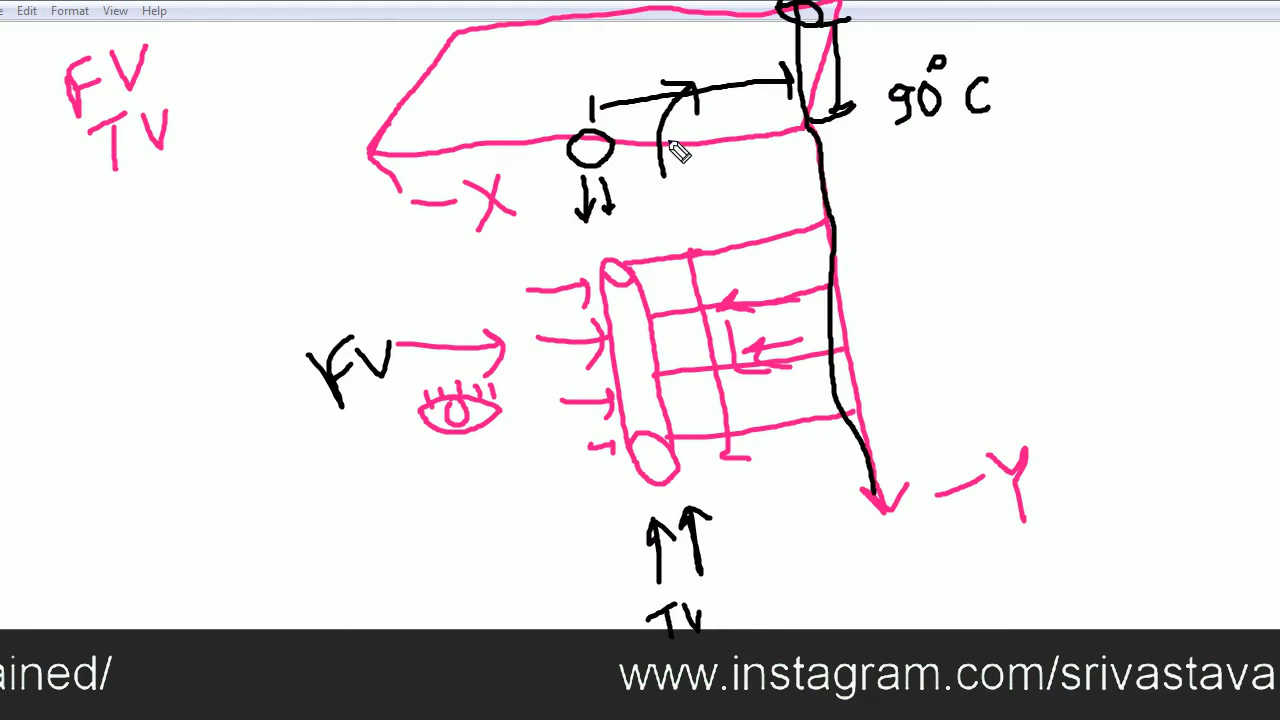 Edit Format View Help
FV
TV
90°C
-X
FV
-Y
TV
ained/ www.instagram.com/srivastava